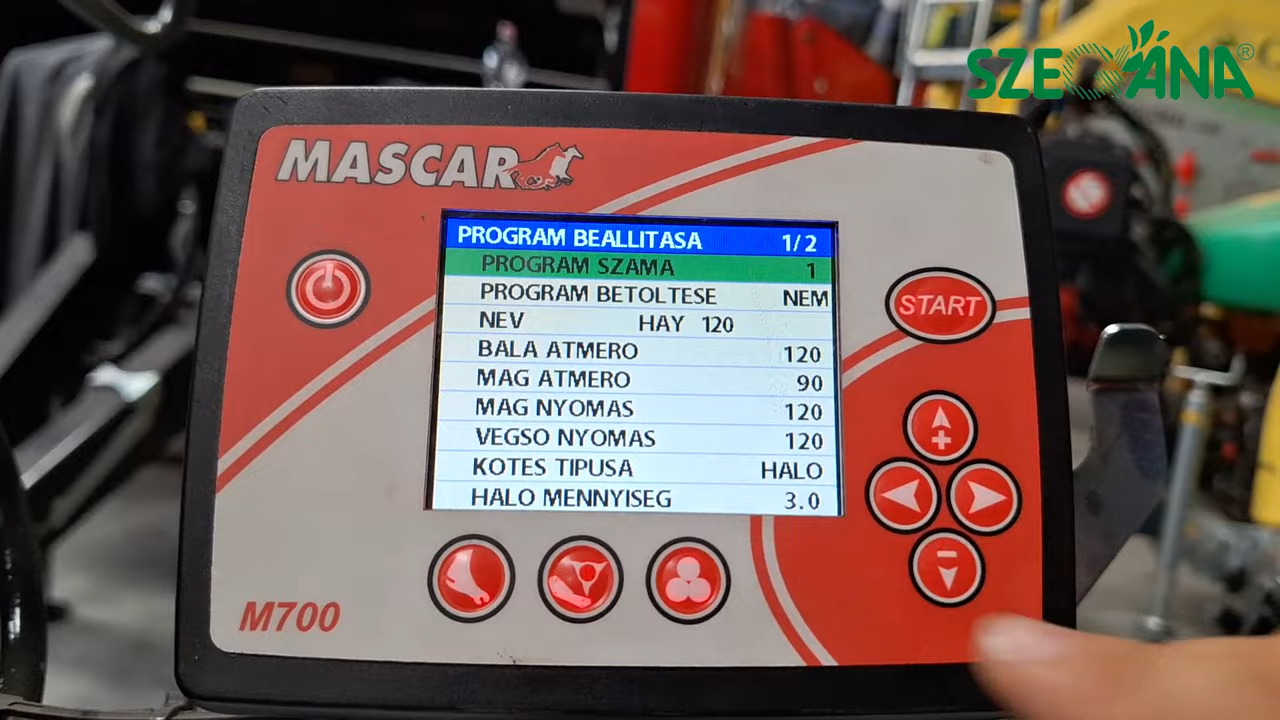 SZEGÁNA®
MASCAR
PROGRAM BEALLITASA 1/2
PROGRAM SZAMA 1
PROGRAM BETOLTESE NEM
NEV HAY 120
BALA ATMERO 120
MAG ATMERO 90
MAG NYOMAS 120
VEGSO NYOMAS 120
KOTES TIPUSA HALO
HALO MENNYISEG 3.0
START
+
-
M700